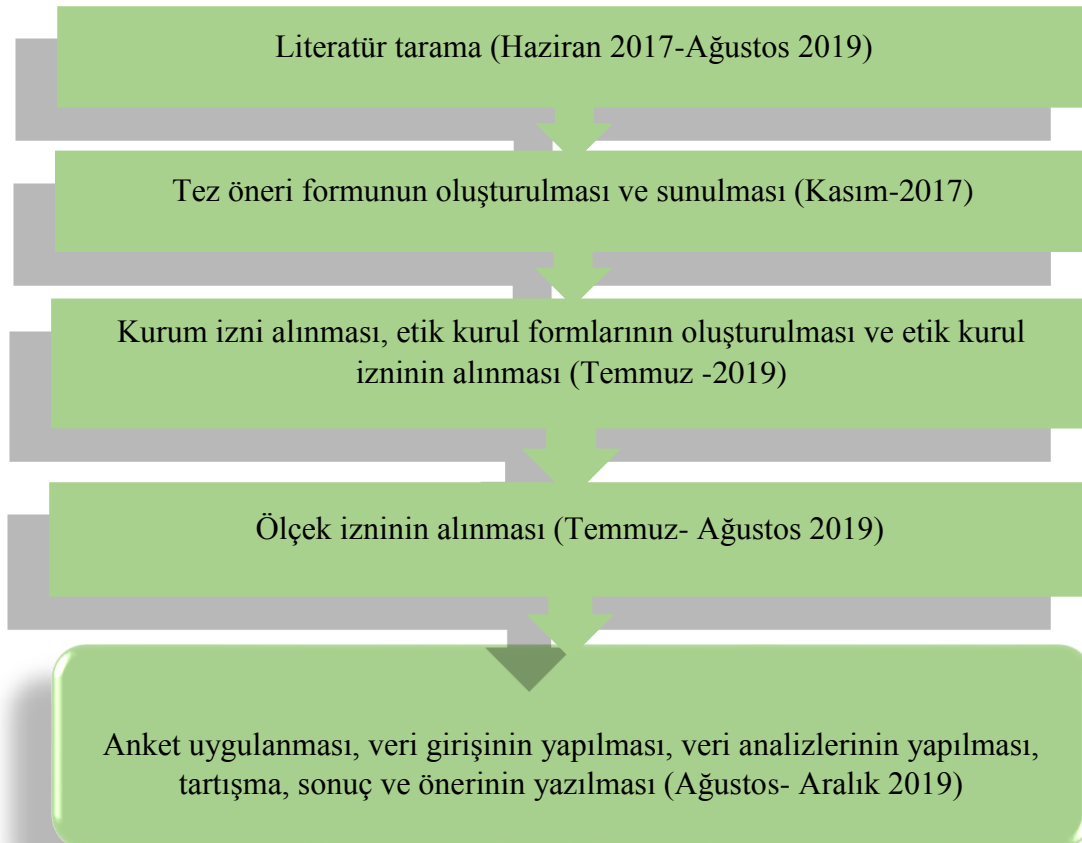 Literatür tarama (Haziran 2017-Ağustos 2019)
Tez öneri formunun oluşturulması ve sunulması (Kasım-2017)
Kurum izni alınması, etik kurul formlarının oluşturulması ve etik kurul
izninin alınması (Temmuz -2019)
Ölçek izninin alınması (Temmuz- Ağustos 2019)
Anket uygulanması, veri girişinin yapılması, veri analizlerinin yapılması,
tartışma, sonuç ve önerinin yazılması (Ağustos- Aralık 2019)